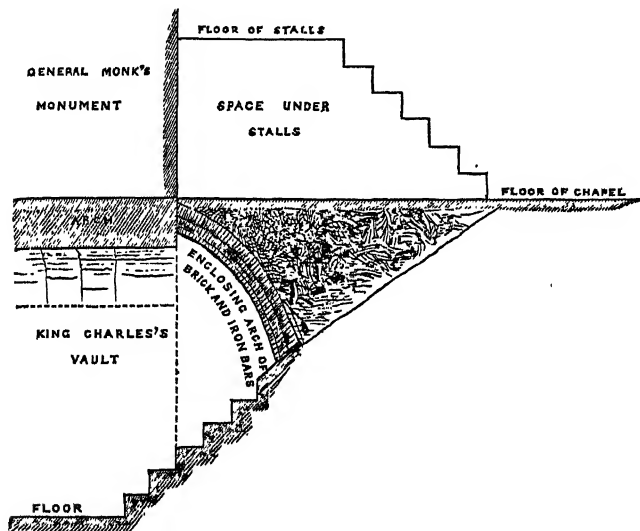 FLOOR OF STALLS
GENERAL MONK'S
MONUMENT
SPACE UNDER
STALLS
FLOOR OF CHAPEL
ARCH
ENCLOSING ARCH OF
BRICK AND IRON BARS
KING CHARLES'S
VAULT
FLOOR